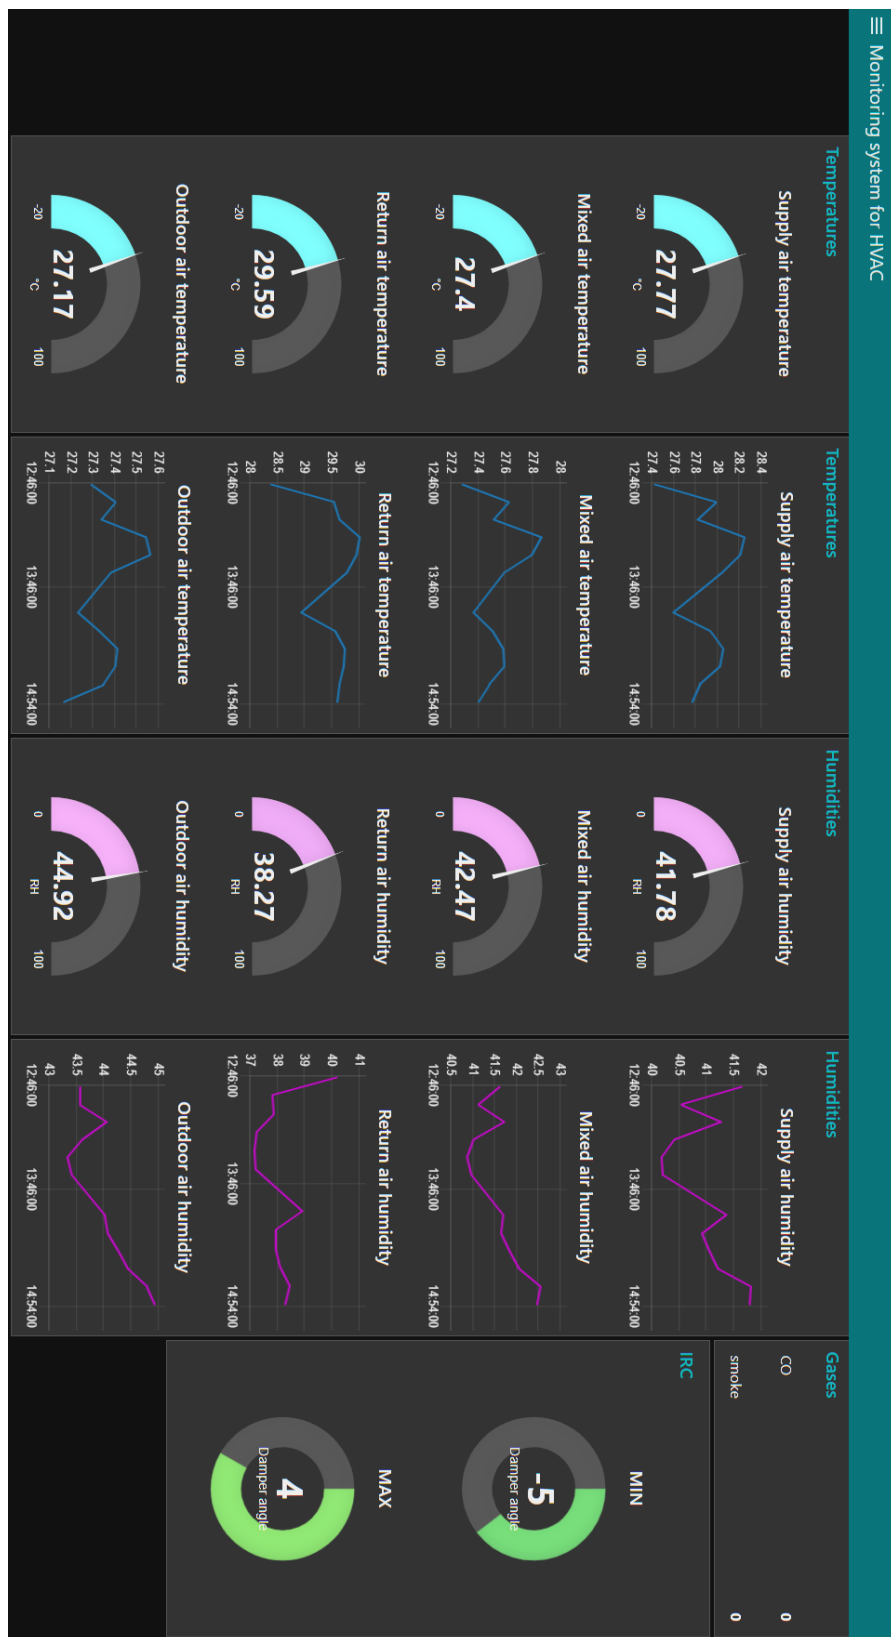 Monitoring system for HVAC
Temperatures
Supply air temperature
27.77
-20
°C
100
Mixed air temperature
27.4
-20
°C
100
Return air temperature
29.59
-20
°C
100
Outdoor air temperature
27.17
-20
°C
100
Temperatures
Supply air temperature
28.4
28.2
28
27.8
27.6
27.4
12:46:00 13:46:00 14:54:00
Mixed air temperature
28
27.8
27.6
27.4
27.2
12:46:00 13:46:00 14:54:00
Return air temperature
30
29.5
29
28.5
28
12:46:00 13:46:00 14:54:00
Outdoor air temperature
27.6
27.5
27.4
27.3
27.2
27.1
12:46:00 13:46:00 14:54:00
Humidities
Supply air humidity
41.78
0
RH
100
Mixed air humidity
42.47
0
RH
100
Return air humidity
38.27
0
RH
100
Outdoor air humidity
44.92
0
RH
100
Humidities
Supply air humidity
42
41.5
41
40.5
40
12:46:00 13:46:00 14:54:00
Mixed air humidity
43
42.5
42
41.5
41
40.5
12:46:00 13:46:00 14:54:00
Return air humidity
41
40
39
38
37
12:46:00 13:46:00 14:54:00
Outdoor air humidity
45
44.5
44
43.5
43
12:46:00 13:46:00 14:54:00
Gases
CO 0
smoke 0
IRC
MIN
-5
Damper angle
MAX
4
Damper angle